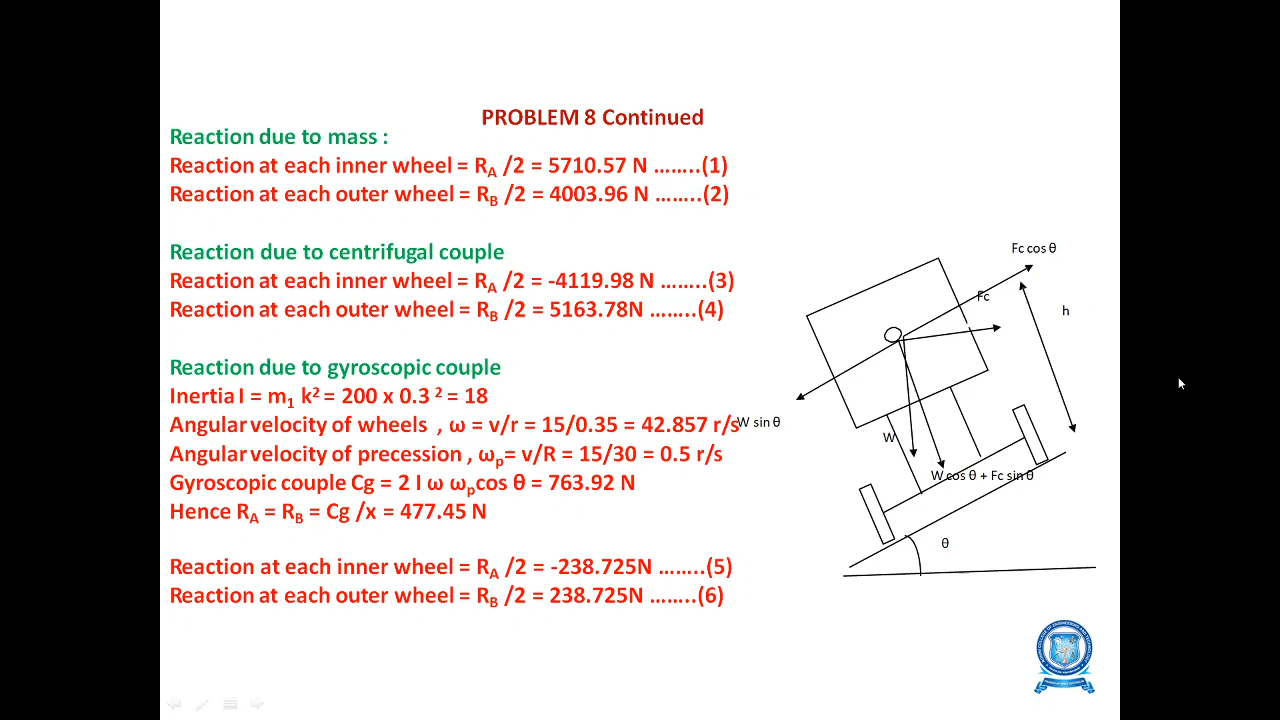 PROBLEM 8 Continued
Reaction due to mass :
Reaction at each inner wheel = RA /2 = 5710.57 N ……..(1)
Reaction at each outer wheel = RB /2 = 4003.96 N ……..(2)
Reaction due to centrifugal couple
Reaction at each inner wheel = RA /2 = -4119.98 N ……..(3)
Reaction at each outer wheel = RB /2 = 5163.78N ……..(4)
Reaction due to gyroscopic couple
Inertia I = m1 k² = 200 x 0.3 ² = 18
Angular velocity of wheels , ω = v/r = 15/0.35 = 42.857 r/s
Angular velocity of precession , ωp= v/R = 15/30 = 0.5 r/s
Gyroscopic couple Cg = 2 I ω ωpcos θ = 763.92 N
Hence RA = RB = Cg /x = 477.45 N
Reaction at each inner wheel = RA /2 = -238.725N ……..(5)
Reaction at each outer wheel = RB /2 = 238.725N ……..(6)
Fc cos θ
Fc
h
W sin θ
W
W cos θ + Fc sin θ
θ